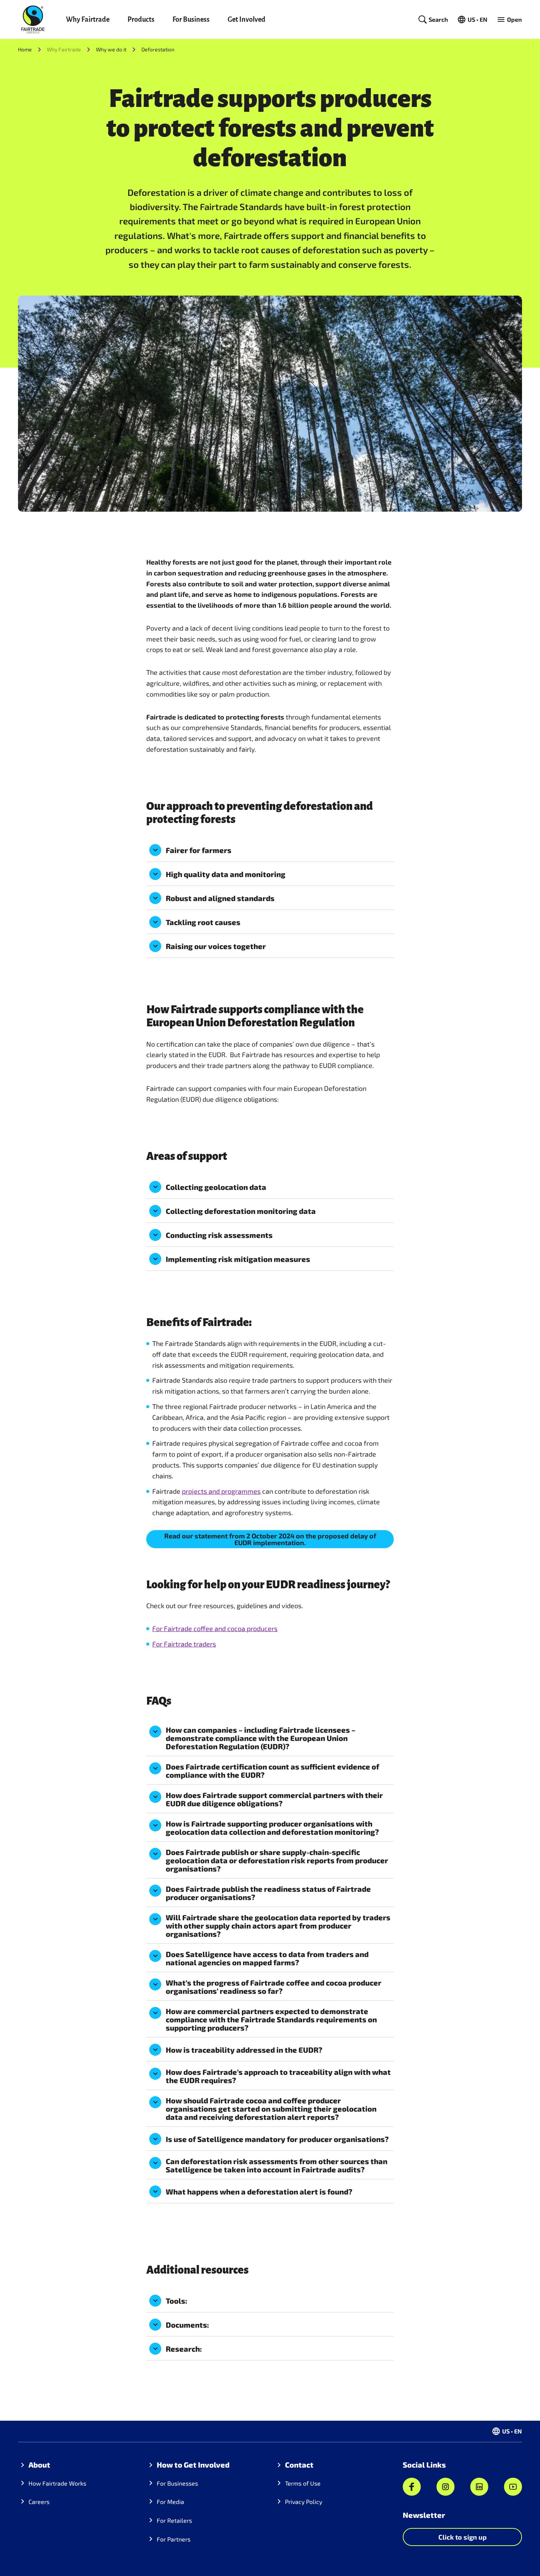 FAIRTRADE
Why Fairtrade
Products
For Business
Get Involved
Search
US • EN
Open
Home
Why Fairtrade
Why we do it
Deforestation
Fairtrade supports producers
to protect forests and prevent
deforestation
Deforestation is a driver of climate change and contributes to loss of
biodiversity. The Fairtrade Standards have built-in forest protection
requirements that meet or go beyond what is required in European Union
regulations. What's more, Fairtrade offers support and financial benefits to
producers – and works to tackle root causes of deforestation such as poverty –
so they can play their part to farm sustainably and conserve forests.
Healthy forests are not just good for the planet, through their important role
in carbon sequestration and reducing greenhouse gases in the atmosphere.
Forests also contribute to soil and water protection, support diverse animal
and plant life, and serve as home to indigenous populations. Forests are
essential to the livelihoods of more than 1.6 billion people around the world.
Poverty and a lack of decent living conditions lead people to turn to the forest to
meet their basic needs, such as using wood for fuel, or clearing land to grow
crops to eat or sell. Weak land and forest governance also play a role.
The activities that cause most deforestation are the timber industry, followed by
agriculture, wildfires, and other activities such as mining, or replacement with
commodities like soy or palm production.
Fairtrade is dedicated to protecting forests through fundamental elements
such as our comprehensive Standards, financial benefits for producers, essential
data, tailored services and support, and advocacy on what it takes to prevent
deforestation sustainably and fairly.
Our approach to preventing deforestation and
protecting forests
Fairer for farmers
High quality data and monitoring
Robust and aligned standards
Tackling root causes
Raising our voices together
How Fairtrade supports compliance with the
European Union Deforestation Regulation
No certification can take the place of companies' own due diligence – that's
clearly stated in the EUDR. But Fairtrade has resources and expertise to help
producers and their trade partners along the pathway to EUDR compliance.
Fairtrade can support companies with four main European Deforestation
Regulation (EUDR) due diligence obligations:
Areas of support
Collecting geolocation data
Collecting deforestation monitoring data
Conducting risk assessments
Implementing risk mitigation measures
Benefits of Fairtrade:
The Fairtrade Standards align with requirements in the EUDR, including a cut-
off date that exceeds the EUDR requirement, requiring geolocation data, and
risk assessments and mitigation requirements.
Fairtrade Standards also require trade partners to support producers with their
risk mitigation actions, so that farmers aren't carrying the burden alone.
The three regional Fairtrade producer networks – in Latin America and the
Caribbean, Africa, and the Asia Pacific region – are providing extensive support
to producers with their data collection processes.
Fairtrade requires physical segregation of Fairtrade coffee and cocoa from
farm to point of export, if a producer organisation also sells non-Fairtrade
products. This supports companies' due diligence for EU destination supply
chains.
Fairtrade projects and programmes can contribute to deforestation risk
mitigation measures, by addressing issues including living incomes, climate
change adaptation, and agroforestry systems.
Read our statement from 2 October 2024 on the proposed delay of
EUDR implementation.
Looking for help on your EUDR readiness journey?
Check out our free resources, guidelines and videos.
For Fairtrade coffee and cocoa producers
For Fairtrade traders
FAQs
How can companies – including Fairtrade licensees –
demonstrate compliance with the European Union
Deforestation Regulation (EUDR)?
Does Fairtrade certification count as sufficient evidence of
compliance with the EUDR?
How does Fairtrade support commercial partners with their
EUDR due diligence obligations?
How is Fairtrade supporting producer organisations with
geolocation data collection and deforestation monitoring?
Does Fairtrade publish or share supply-chain-specific
geolocation data or deforestation risk reports from producer
organisations?
Does Fairtrade publish the readiness status of Fairtrade
producer organisations?
Will Fairtrade share the geolocation data reported by traders
with other supply chain actors apart from producer
organisations?
Does Satelligence have access to data from traders and
national agencies on mapped farms?
What's the progress of Fairtrade coffee and cocoa producer
organisations' readiness so far?
How are commercial partners expected to demonstrate
compliance with the Fairtrade Standards requirements on
supporting producers?
How is traceability addressed in the EUDR?
How does Fairtrade's approach to traceability align with what
the EUDR requires?
How should Fairtrade cocoa and coffee producer
organisations get started on submitting their geolocation
data and receiving deforestation alert reports?
Is use of Satelligence mandatory for producer organisations?
Can deforestation risk assessments from other sources than
Satelligence be taken into account in Fairtrade audits?
What happens when a deforestation alert is found?
Additional resources
Tools:
Documents:
Research:
US • EN
About
How Fairtrade Works
Careers
How to Get Involved
For Businesses
For Media
For Retailers
For Partners
Contact
Terms of Use
Privacy Policy
Social Links
Newsletter
Click to sign up